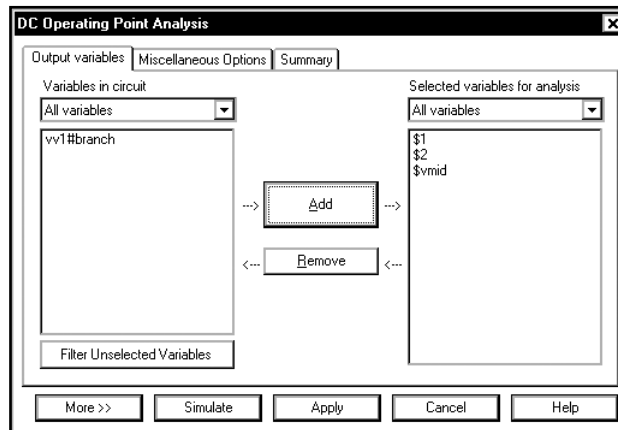 DC Operating Point Analysis
Output variables
Miscellaneous Options
Summary
Variables in circuit
Selected variables for analysis
All variables
All variables
vv1#branch
$1
$2
$vmid
--->
Add
--->
<---
Remove
<---
Filter Unselected Variables
More >>
Simulate
Apply
Cancel
Help